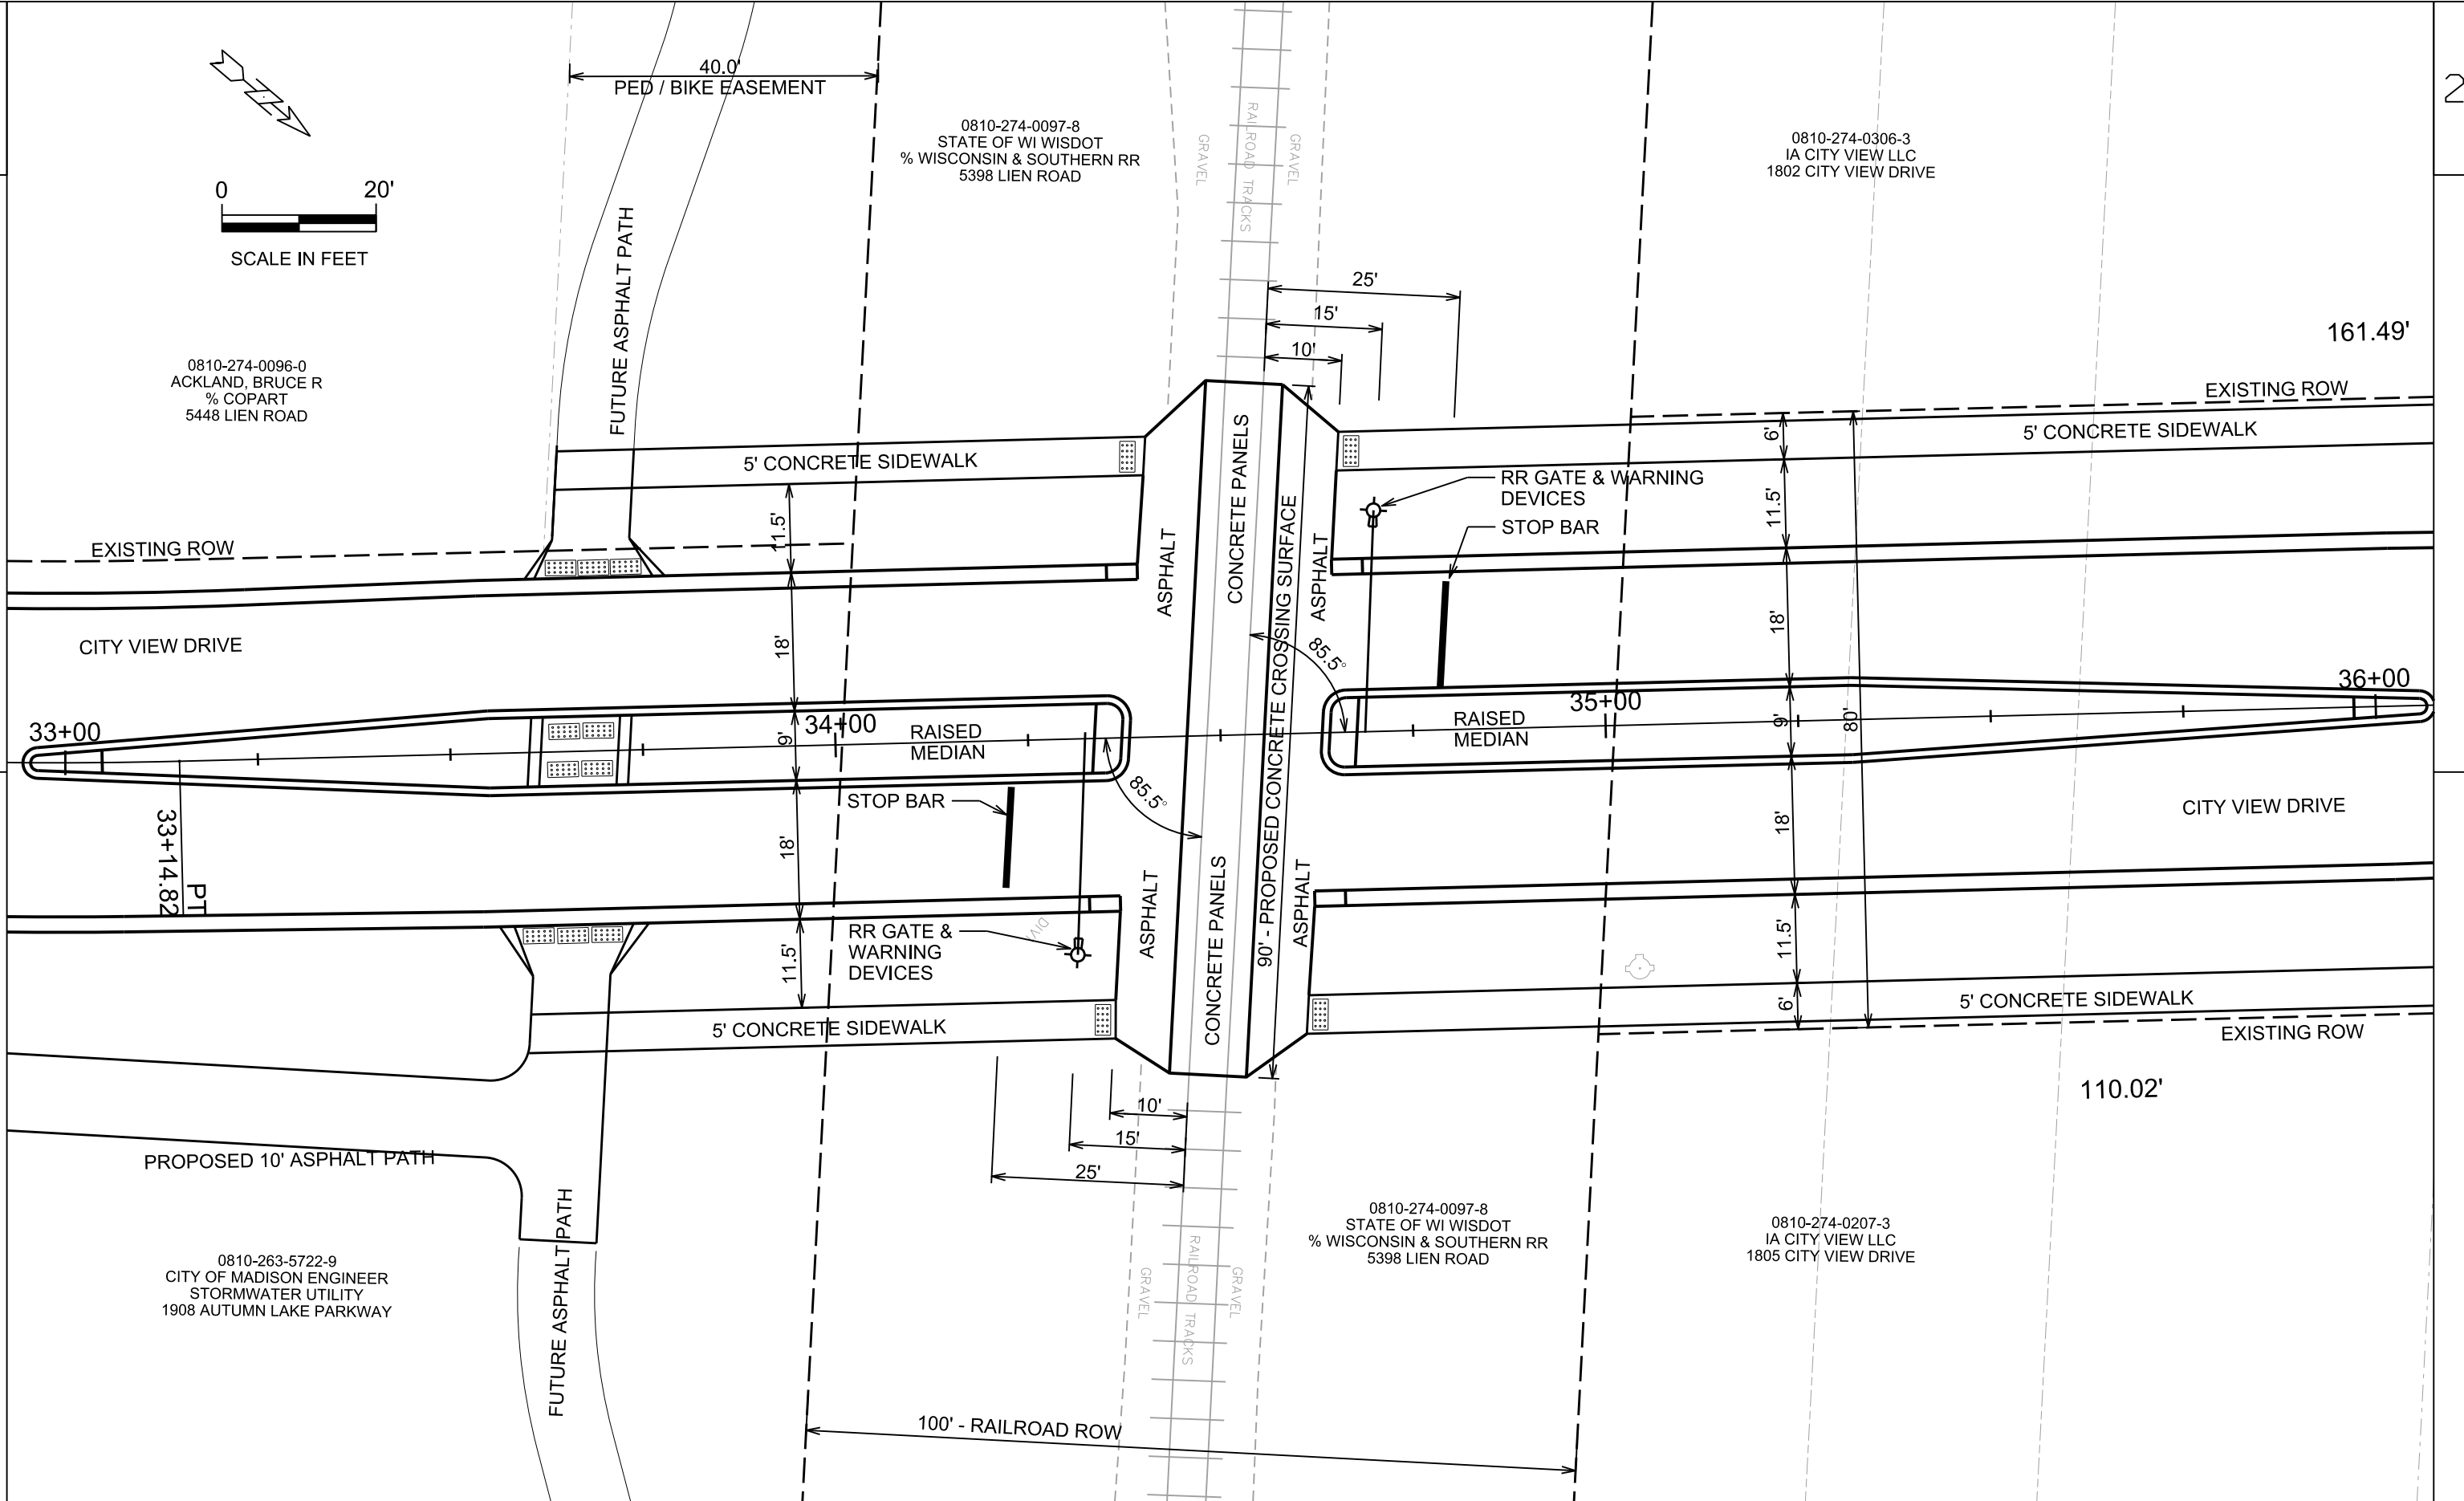 2
40.0'
PED / BIKE EASEMENT
0810-274-0097-8
STATE OF WI WISDOT
% WISCONSIN & SOUTHERN RR
5398 LIEN ROAD
GRAVEL
RAILROAD TRACKS
GRAVEL
0810-274-0306-3
IA CITY VIEW LLC
1802 CITY VIEW DRIVE
0 20'
SCALE IN FEET
FUTURE ASPHALT PATH
25'
15'
10'
161.49'
0810-274-0096-0
ACKLAND, BRUCE R
% COPART
5448 LIEN ROAD
EXISTING ROW
5' CONCRETE SIDEWALK
5' CONCRETE SIDEWALK
6'
11.5'
11.5'
RR GATE & WARNING
DEVICES
STOP BAR
EXISTING ROW
ASPHALT
CONCRETE PANELS
90' - PROPOSED CONCRETE CROSSING SURFACE
ASPHALT
CITY VIEW DRIVE
18'
18'
85.5°
33+00
34+00
RAISED
MEDIAN
9'
RAISED
MEDIAN
35+00
9'
80'
36+00
85.5°
STOP BAR
CITY VIEW DRIVE
33+14.82
PT
18'
18'
ASPHALT
CONCRETE PANELS
ASPHALT
RR GATE &
WARNING
DEVICES
DIV
11.5'
11.5'
6'
5' CONCRETE SIDEWALK
5' CONCRETE SIDEWALK
EXISTING ROW
110.02'
10'
15'
25'
PROPOSED 10' ASPHALT PATH
FUTURE ASPHALT PATH
0810-263-5722-9
CITY OF MADISON ENGINEER
STORMWATER UTILITY
1908 AUTUMN LAKE PARKWAY
GRAVEL
RAILROAD TRACKS
GRAVEL
0810-274-0097-8
STATE OF WI WISDOT
% WISCONSIN & SOUTHERN RR
5398 LIEN ROAD
0810-274-0207-3
IA CITY VIEW LLC
1805 CITY VIEW DRIVE
100' - RAILROAD ROW